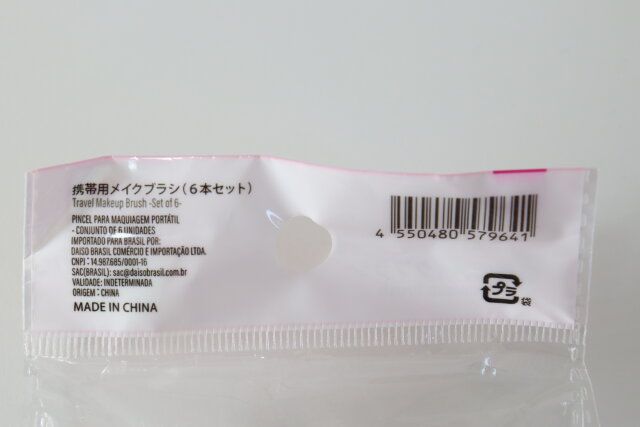 携帯用メイクブラシ(6本セット)
Travel Makeup Brush -Set of 6-
PINCEL PARA MAQUIAGEM PORTÁTIL
- CONJUNTO DE 6 UNIDADES
IMPORTADO PARA BRASIL POR:
DAISO BRASIL COMÉRCIO E IMPORTAÇÃO LTDA.
CNPJ : 14.987.685/0001-16
SAC(BRASIL): sac@daisobrasil.com.br
VALIDADE: INDETERMINADA
ORIGEM : CHINA
MADE IN CHINA
4 550480 579641
プラ
袋